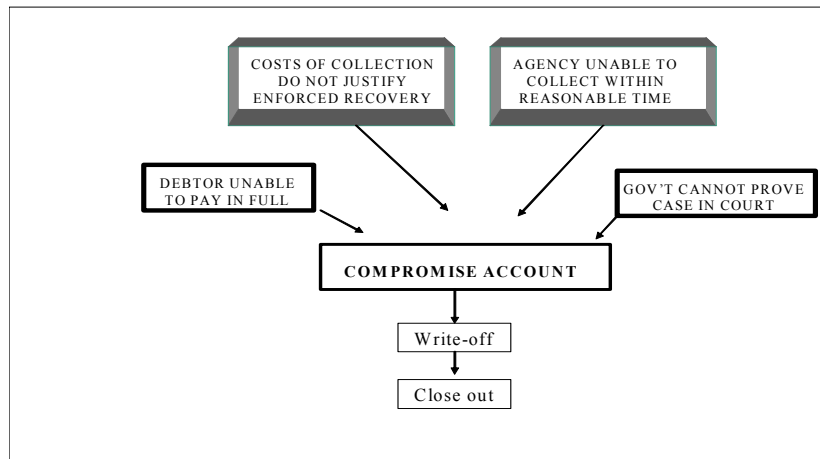 COSTS OF COLLECTION
DO NOT JUSTIFY
ENFORCED RECOVERY
AGENCY UNABLE TO
COLLECT WITHIN
REASONABLE TIME
DEBTOR UNABLE
TO PAY IN FULL
GOV'T CANNOT PROVE
CASE IN COURT
COMPROMISE ACCOUNT
Write-off
Close out